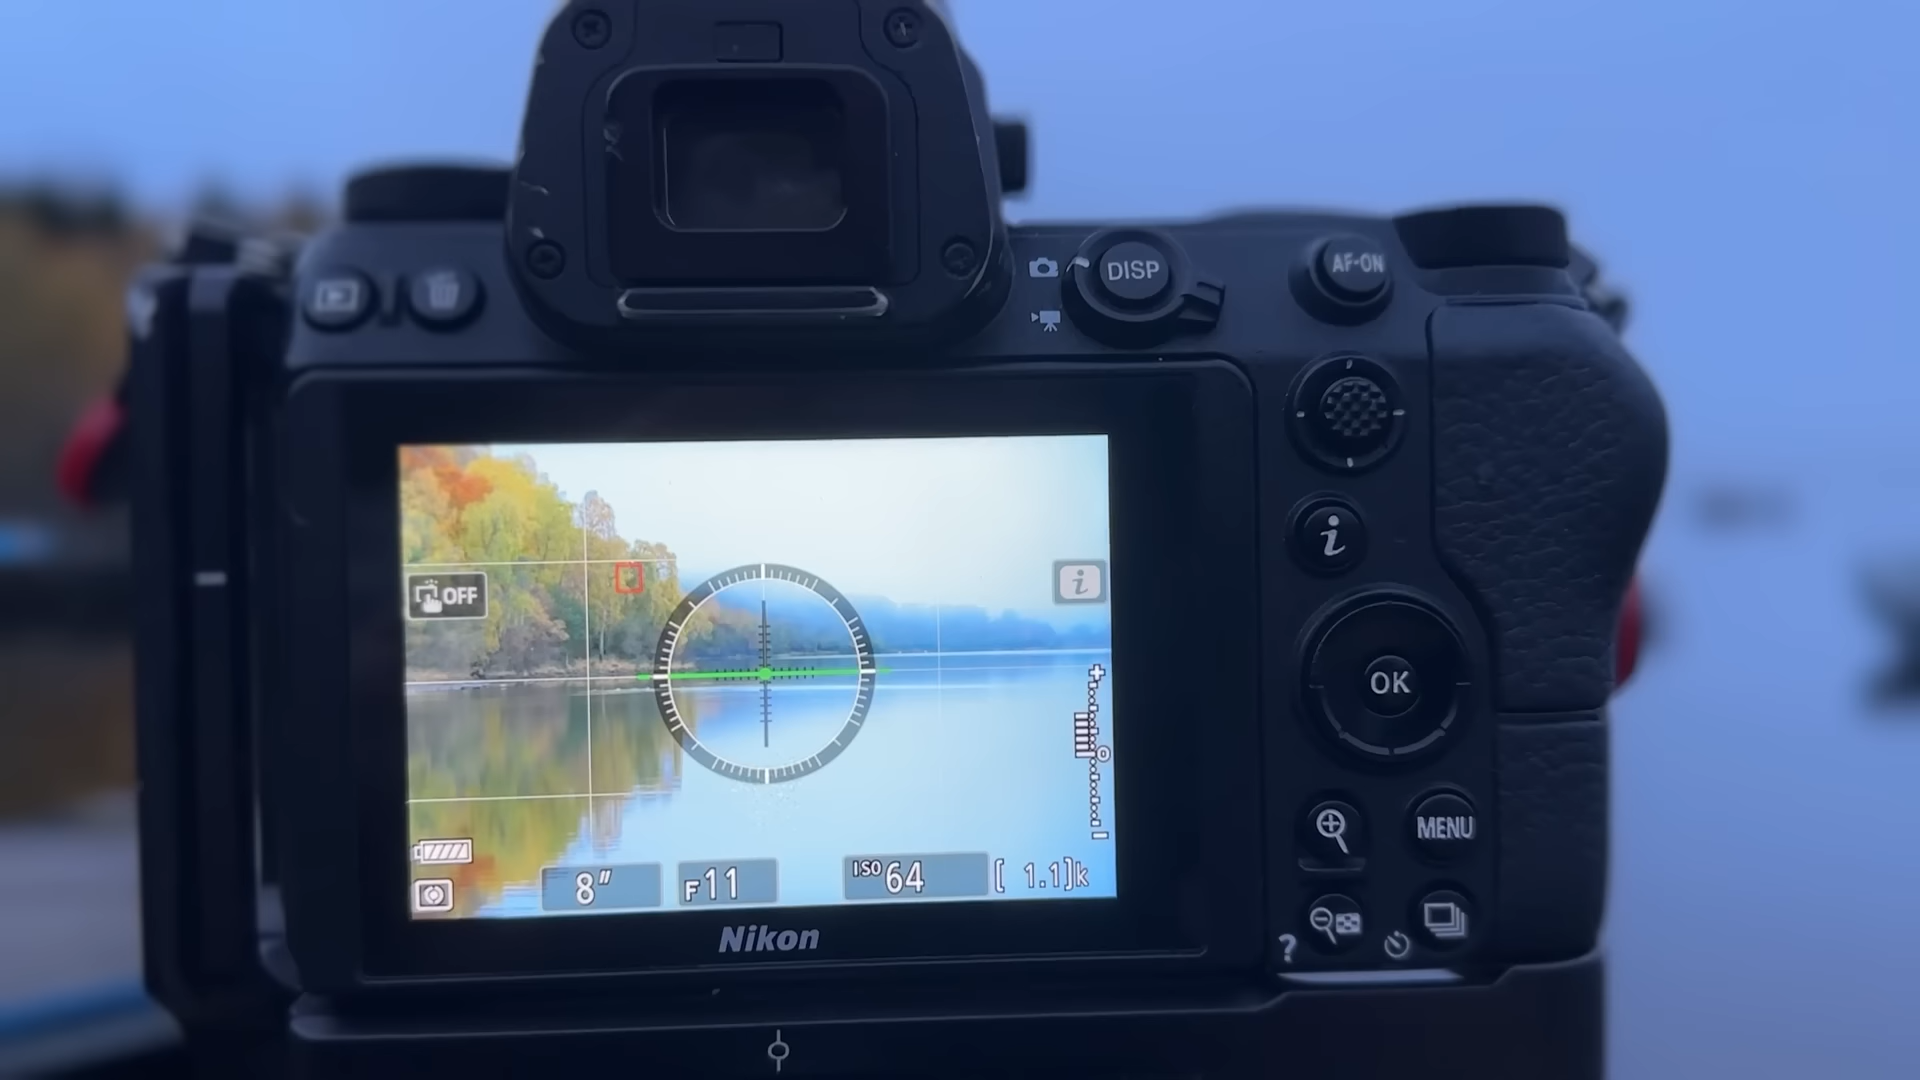 DISP
AF-ON
i
OFF
i
OK
MENU
8" F11 ISO 64 [ 1.1]k
Nikon
?